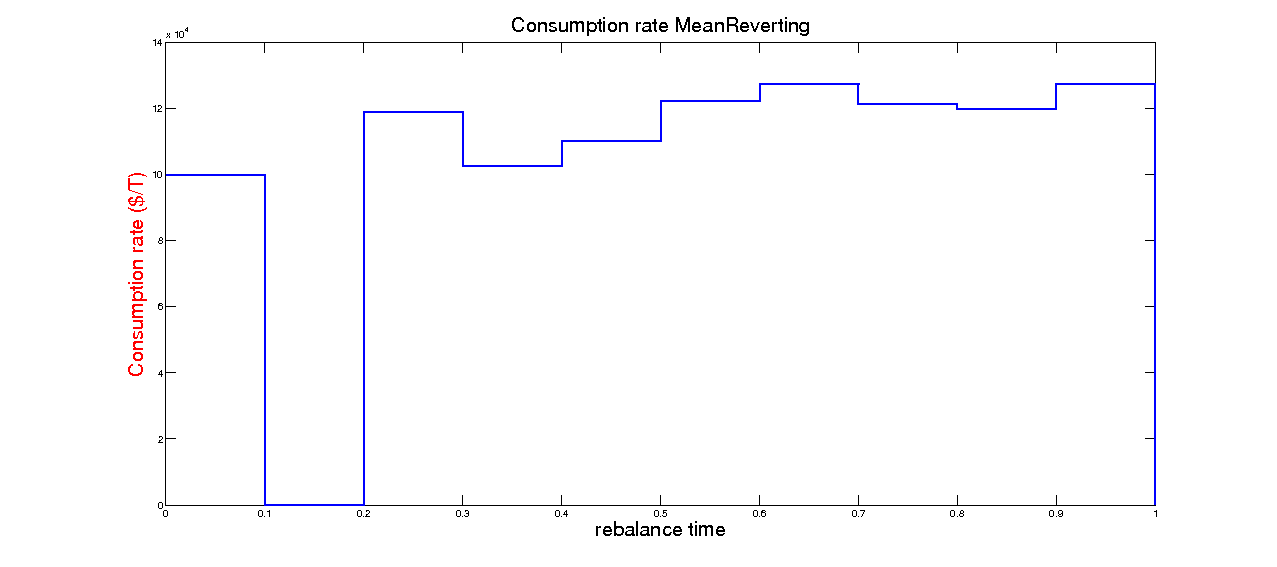 Consumption rate MeanReverting
x 10^4
14
12
10
8
6
4
2
0
Consumption rate ($/T)
0 0.1 0.2 0.3 0.4 0.5 0.6 0.7 0.8 0.9 1
rebalance time